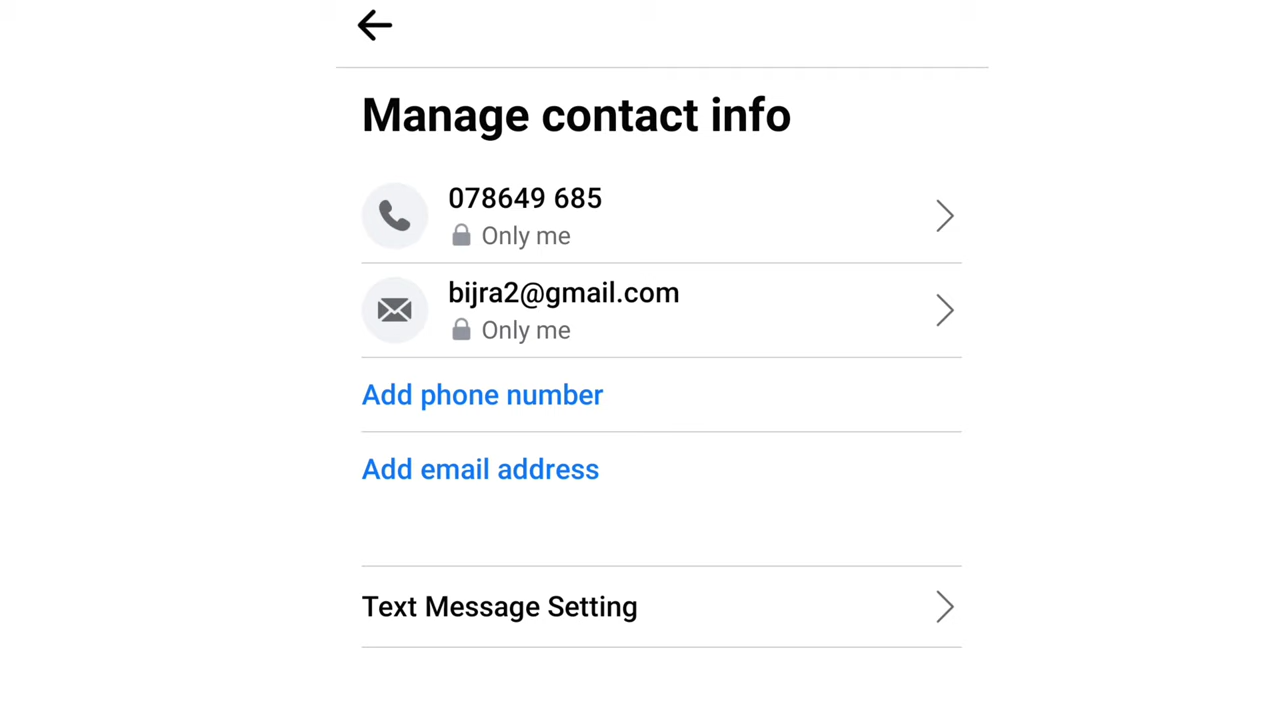 Manage contact info
078649 685
Only me
bijra2@gmail.com
Only me
Add phone number
Add email address
Text Message Setting